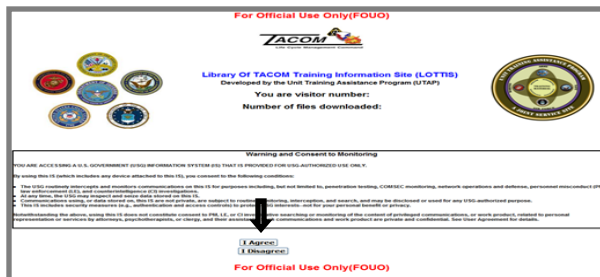 For Official Use Only(FOUO)
TACOM
Life Cycle Management Command
Library Of TACOM Training Information Site (LOTTIS)
Developed by the Unit Training Assistance Program (UTAP)
You are visitor number:
Number of files downloaded:
UNIT TRAINING ASSISTANCE PROGRAM
A JOINT SERVICE SITE
Warning and Consent to Monitoring
YOU ARE ACCESSING A U.S. GOVERNMENT (USG) INFORMATION SYSTEM (IS) THAT IS PROVIDED FOR USG-AUTHORIZED USE ONLY.
By using this IS (which includes any device attached to this IS), you consent to the following conditions:
The USG routinely intercepts and monitors communications on this IS for purposes including, but not limited to, penetration testing, COMSEC monitoring, network operations and defense, personnel misconduct
law enforcement (LE), and counterintelligence (CI) investigations.
At any time, the USG may inspect and seize data stored on this IS.
Communications using, or data stored on, this IS are not private, are subject to routine monitoring, interception, and search, and may be disclosed or used for any USG authorized purpose.
This IS includes security measures (e.g., authentication and access controls) to protect USG interests--not for your personal benefit or privacy.
Notwithstanding the above, using this IS does not constitute consent to PM, LE, or CI investigative searching or monitoring of the content of privileged communications, or work product, related to personal
representation or services by attorneys, psychotherapists, or clergy, and their assistants. communications and work product are private and confidential. See User Agreement for details.
I Agree
I Disagree
For Official Use Only(FOUO)